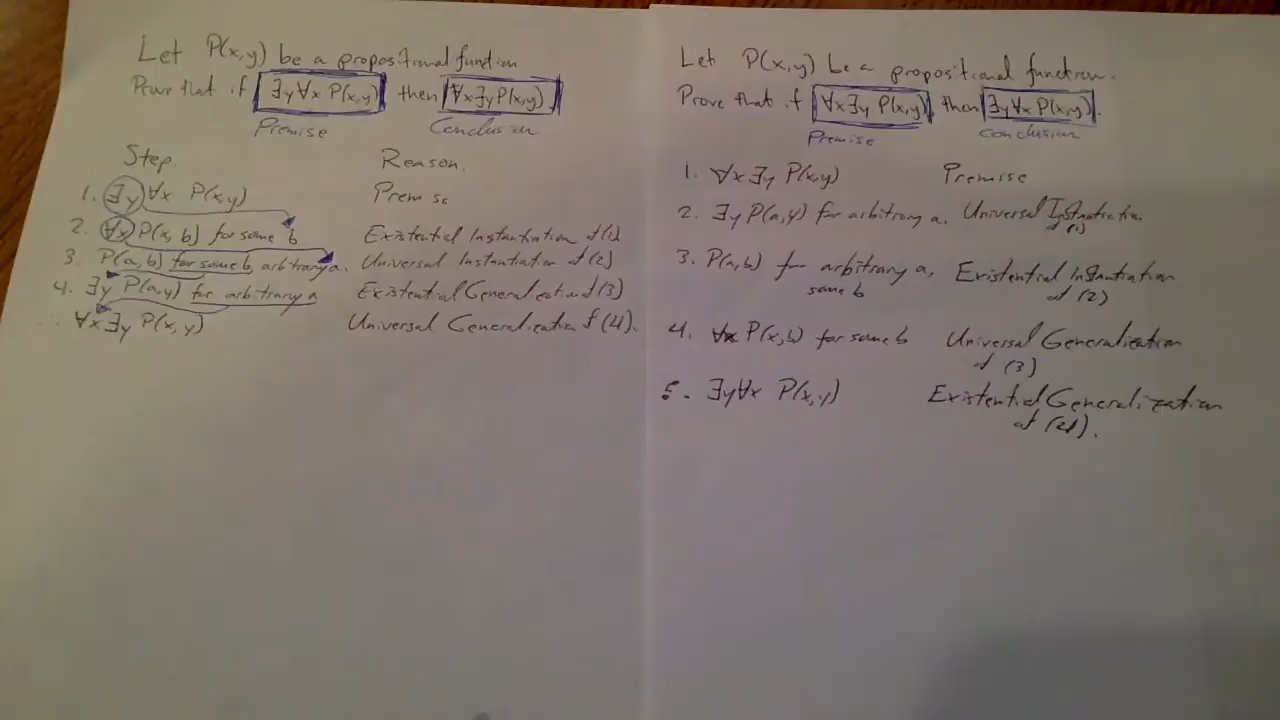 Let P(x,y) be a propositional function
Prove that if ∃y∀x P(x,y) then ∀x∃y P(x,y).
Premise Conclusion
Step. Reason.
1. ∃y ∀x P(x,y) Premise
2. ∀x P(x, b) for some b Existential Instantiation of (1)
3. P(a,b) for some b, arbitrary a. Universal Instantiation of (2)
4. ∃y P(a,y) for arbitrary a Existential Generalization of (3)
∴ ∀x∃y P(x,y) Universal Generalization of (4).
Let P(x,y) be a propositional function.
Prove that if ∀x∃y P(x,y) then ∃y∀x P(x,y).
Premise Conclusion
1. ∀x∃y P(x,y) Premise
2. ∃y P(a,y) for arbitrary a. Universal Instantiation
of (1)
3. P(a,b) for arbitrary a, Existential Instantiation
some b of (2)
4. ∀x P(x,b) for some b Universal Generalization
of (3)
5. ∃y∀x P(x,y) Existential Generalization
of (4).